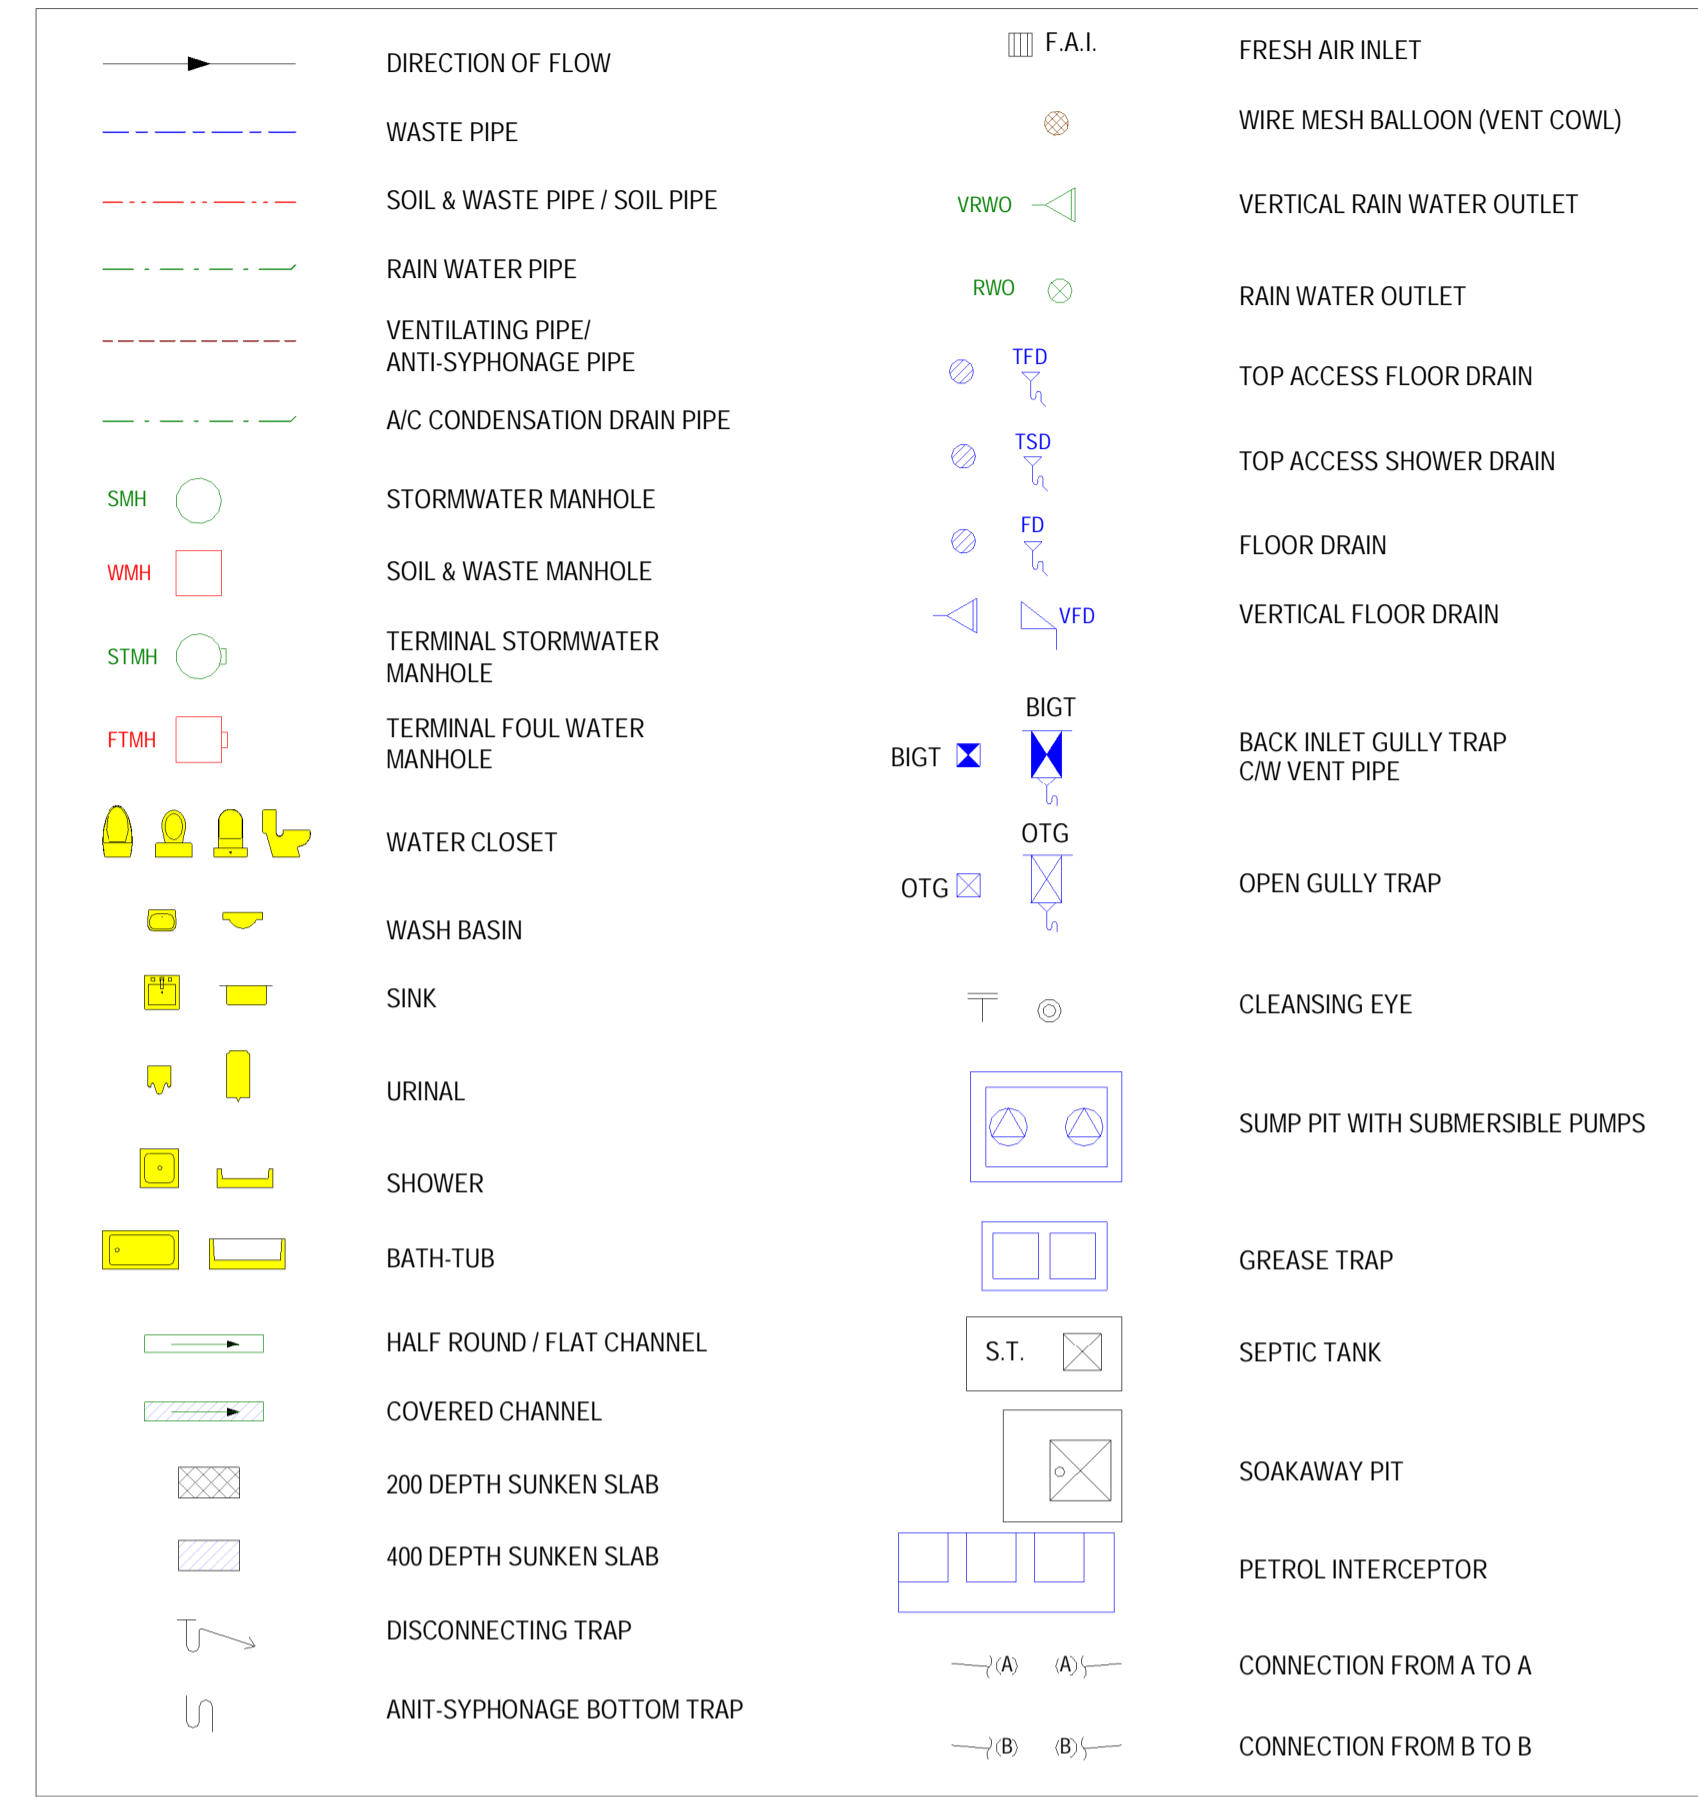 DIRECTION OF FLOW
WASTE PIPE
SOIL & WASTE PIPE / SOIL PIPE
RAIN WATER PIPE
VENTILATING PIPE/
ANTI-SYPHONAGE PIPE
A/C CONDENSATION DRAIN PIPE
SMH STORMWATER MANHOLE
WMH SOIL & WASTE MANHOLE
STMH TERMINAL STORMWATER
MANHOLE
FTMH TERMINAL FOUL WATER
MANHOLE
WATER CLOSET
WASH BASIN
SINK
URINAL
SHOWER
BATH-TUB
HALF ROUND / FLAT CHANNEL
COVERED CHANNEL
200 DEPTH SUNKEN SLAB
400 DEPTH SUNKEN SLAB
DISCONNECTING TRAP
ANIT-SYPHONAGE BOTTOM TRAP
F.A.I. FRESH AIR INLET
WIRE MESH BALLOON (VENT COWL)
VRWO VERTICAL RAIN WATER OUTLET
RWO RAIN WATER OUTLET
TFD
TOP ACCESS FLOOR DRAIN
TSD
TOP ACCESS SHOWER DRAIN
FD
FLOOR DRAIN
VFD VERTICAL FLOOR DRAIN
BIGT
BIGT BACK INLET GULLY TRAP
C/W VENT PIPE
OTG
OTG OPEN GULLY TRAP
CLEANSING EYE
SUMP PIT WITH SUBMERSIBLE PUMPS
GREASE TRAP
S.T. SEPTIC TANK
SOAKAWAY PIT
PETROL INTERCEPTOR
(A) (A) CONNECTION FROM A TO A
(B) (B) CONNECTION FROM B TO B